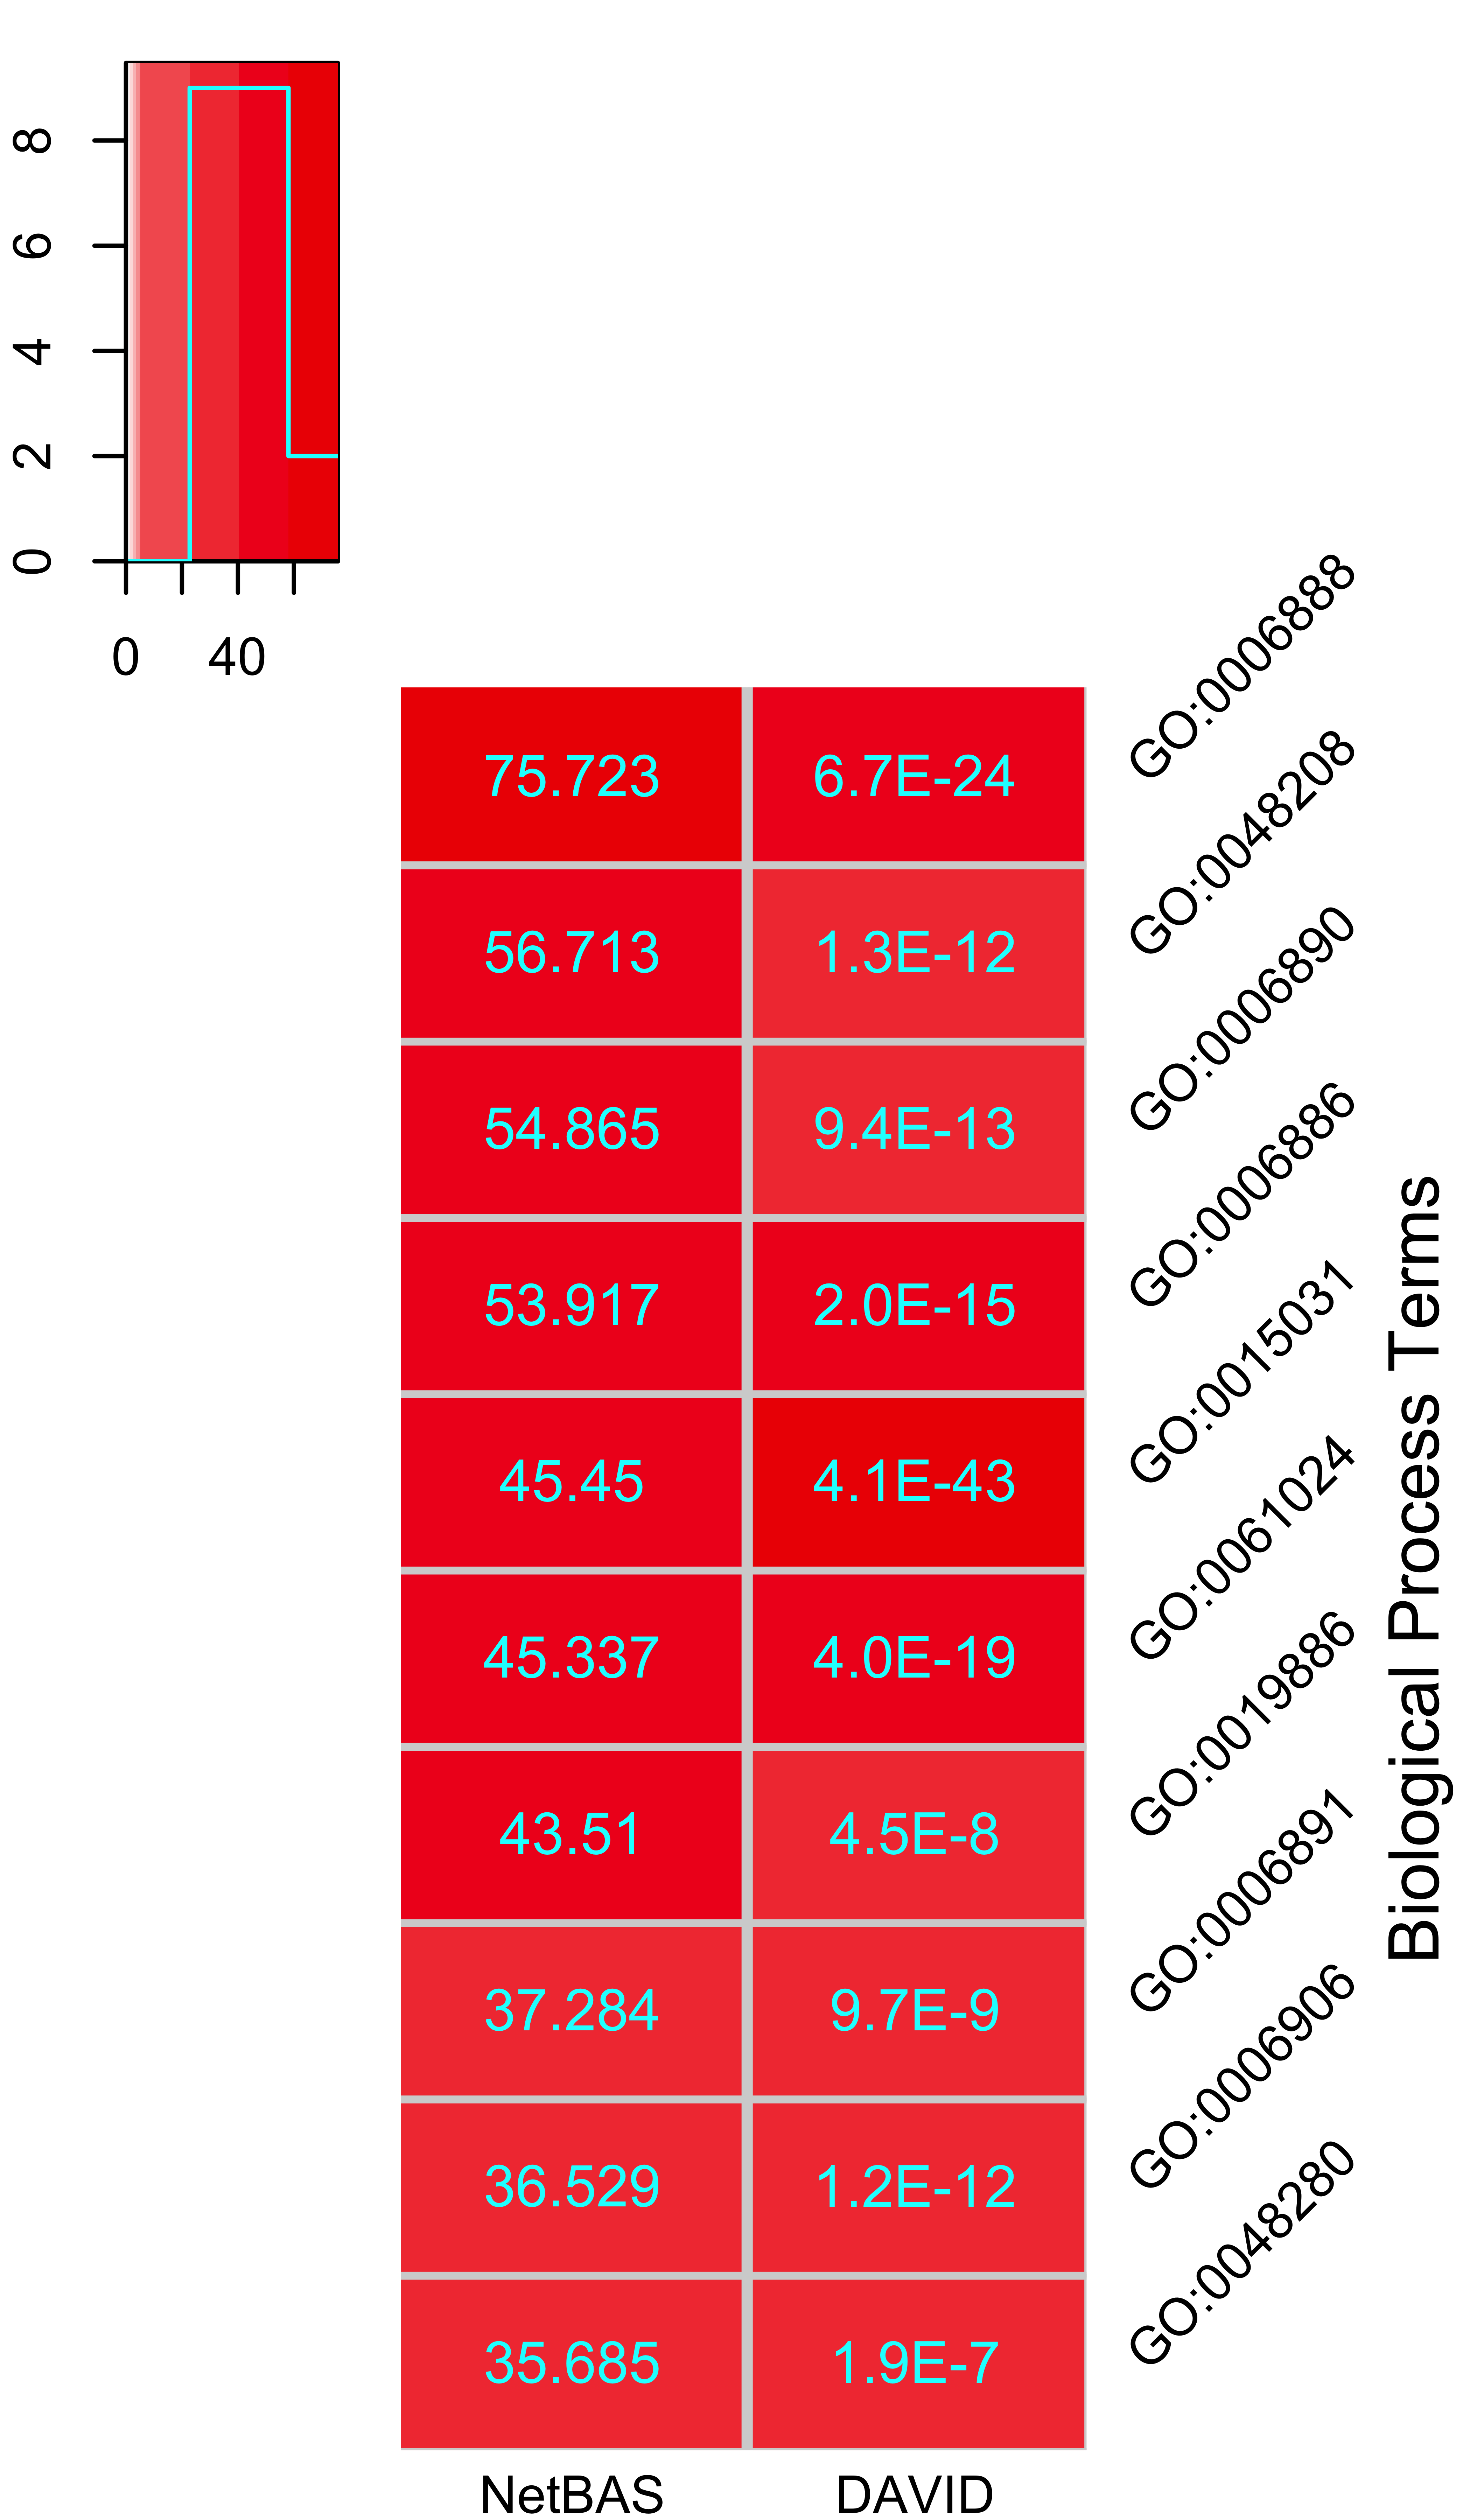 8
6
4
2
0
0 40
75.723 6.7E-24 GO:0006888
56.713 1.3E-12 GO:0048208
54.865 9.4E-13 GO:0006890
53.917 2.0E-15 GO:0006886
45.45 4.1E-43 GO:0015031
45.337 4.0E-19 GO:0061024
43.51 4.5E-8 GO:0019886
37.284 9.7E-9 GO:0006891
36.529 1.2E-12 GO:0006906
35.685 1.9E-7 GO:0048280
NetBAS DAVID
Biological Process Terms